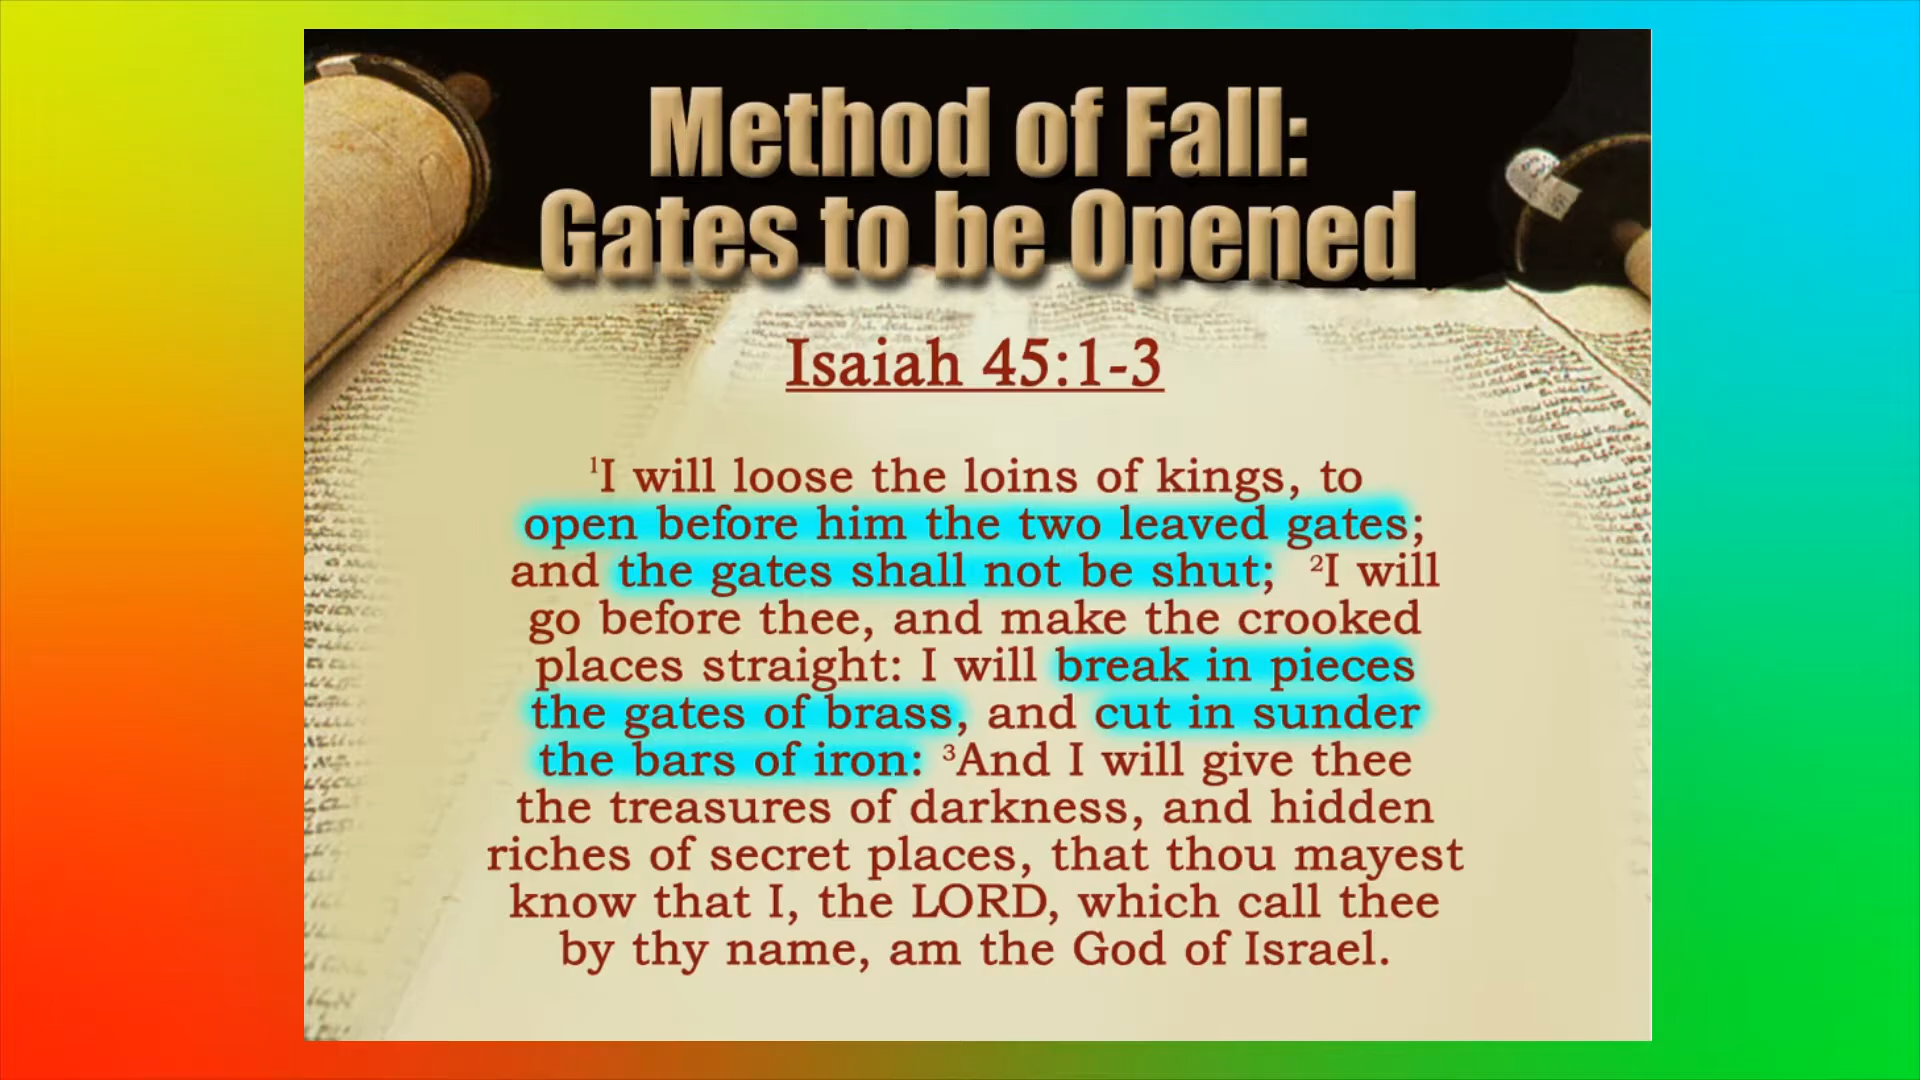 Method of Fall:
Gates to be Opened
Isaiah 45:1-3
¹I will loose the loins of kings, to
open before him the two leaved gates;
and the gates shall not be shut; ²I will
go before thee, and make the crooked
places straight: I will break in pieces
the gates of brass, and cut in sunder
the bars of iron: ³And I will give thee
the treasures of darkness, and hidden
riches of secret places, that thou mayest
know that I, the LORD, which call thee
by thy name, am the God of Israel.